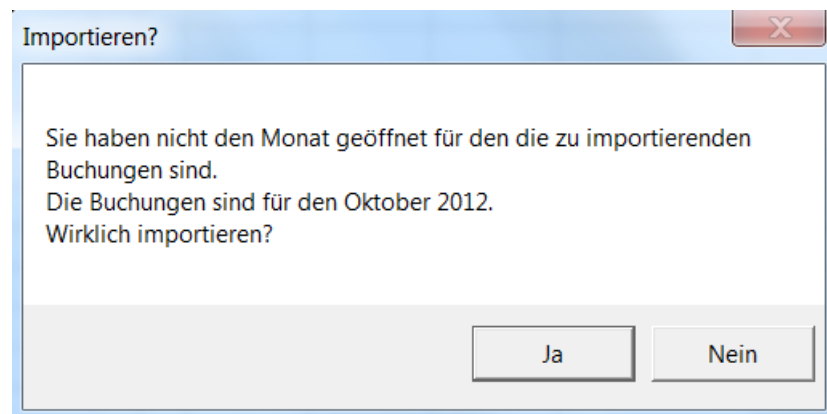 Importieren?
Sie haben nicht den Monat geöffnet für den die zu importierenden
Buchungen sind.
Die Buchungen sind für den Oktober 2012.
Wirklich importieren?
Ja
Nein